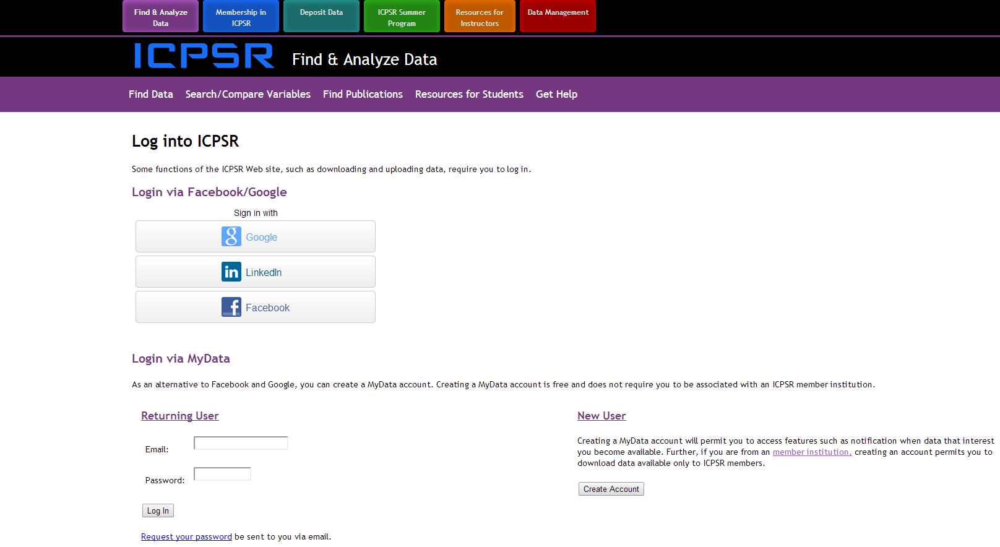 Find & Analyze
Data
Membership in
ICPSR
Deposit Data
ICPSR Summer
Program
Resources for
Instructors
Data Management
ICPSR
Find & Analyze Data
Find Data
Search/Compare Variables
Find Publications
Resources for Students
Get Help
Log into ICPSR
Some functions of the ICPSR Web site, such as downloading and uploading data, require you to log in.
Login via Facebook/Google
Sign in with
Google
LinkedIn
Facebook
Login via MyData
As an alternative to Facebook and Google, you can create a MyData account. Creating a MyData account is free and does not require you to be associated with an ICPSR member institution.
Returning User
Email:
Password:
Log In
Request your password be sent to you via email.
New User
Creating a MyData account will permit you to access features such as notification when data that interest
you become available. Further, if you are from an member institution, creating an account permits you to
download data available only to ICPSR members.
Create Account